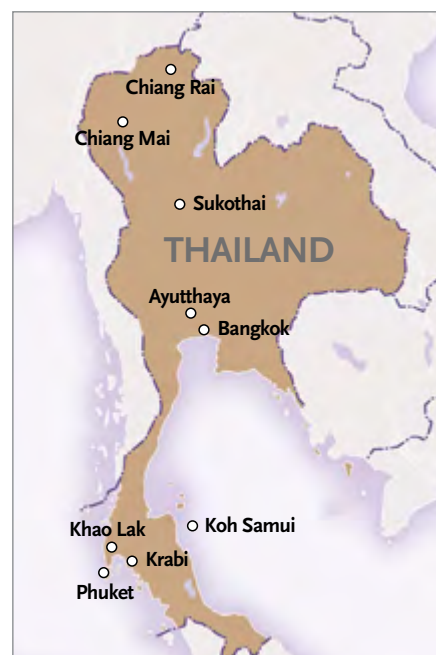 Chiang Rai
Chiang Mai
Sukothai
THAILAND
Ayutthaya
Bangkok
Koh Samui
Khao Lak
Krabi
Phuket